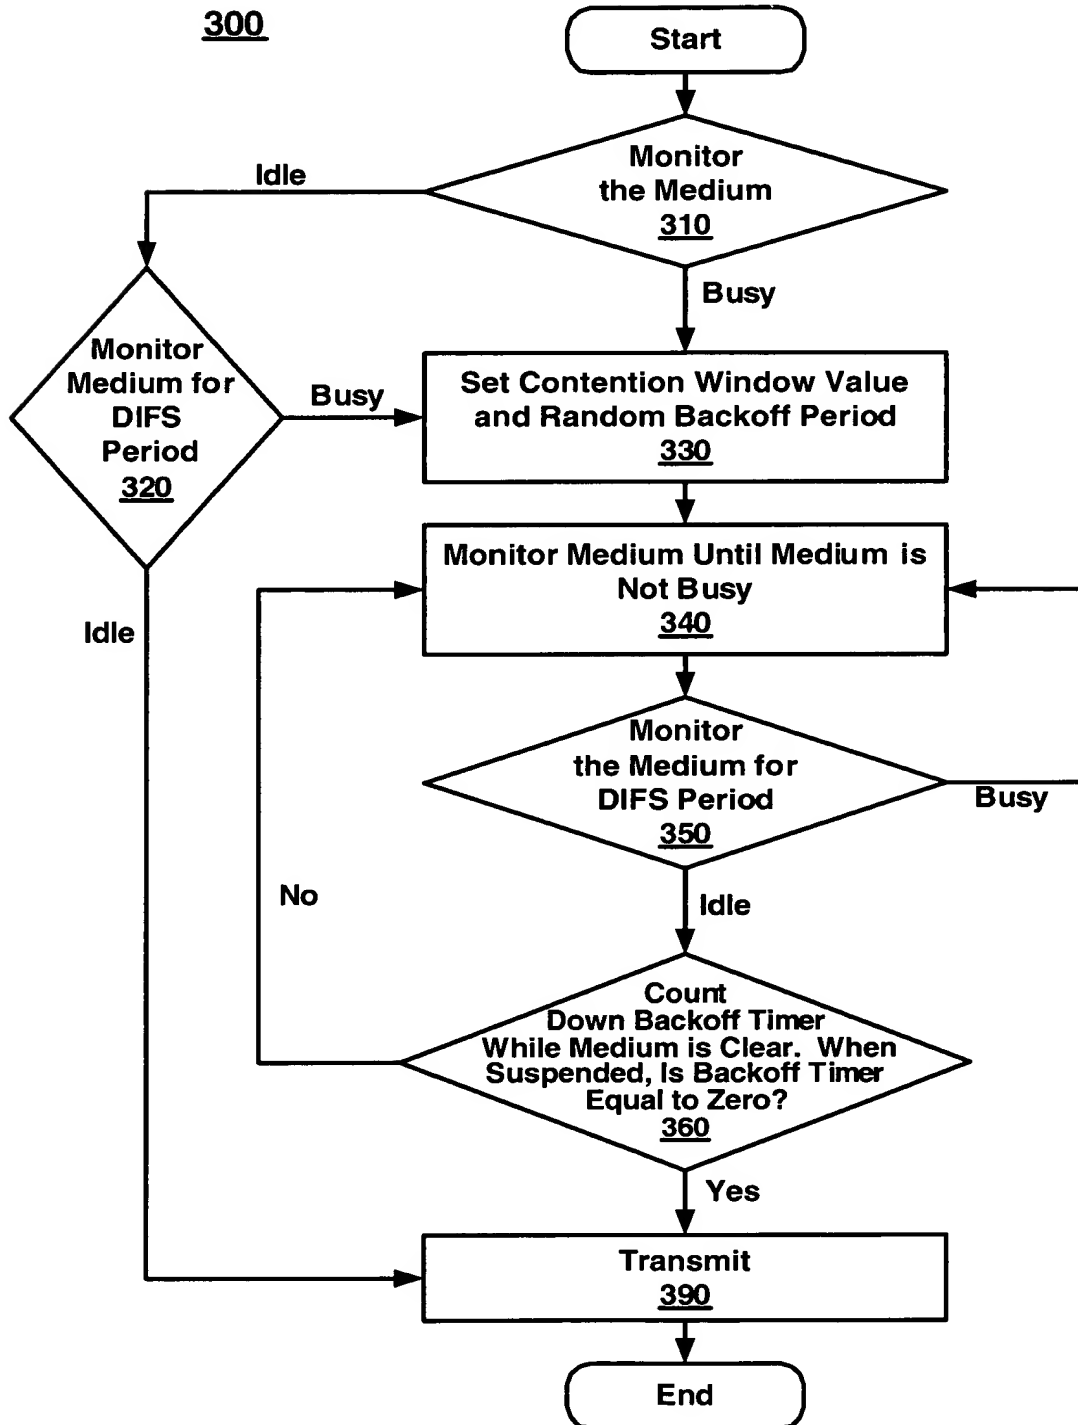 300
Start
Monitor
the Medium
310
Idle
Busy
Monitor
Medium for
DIFS
Period
320
Busy
Set Contention Window Value
and Random Backoff Period
330
Monitor Medium Until Medium is
Not Busy
340
Idle
Monitor
the Medium for
DIFS Period
350
Busy
No
Idle
Count
Down Backoff Timer
While Medium is Clear. When
Suspended, Is Backoff Timer
Equal to Zero?
360
Yes
Transmit
390
End